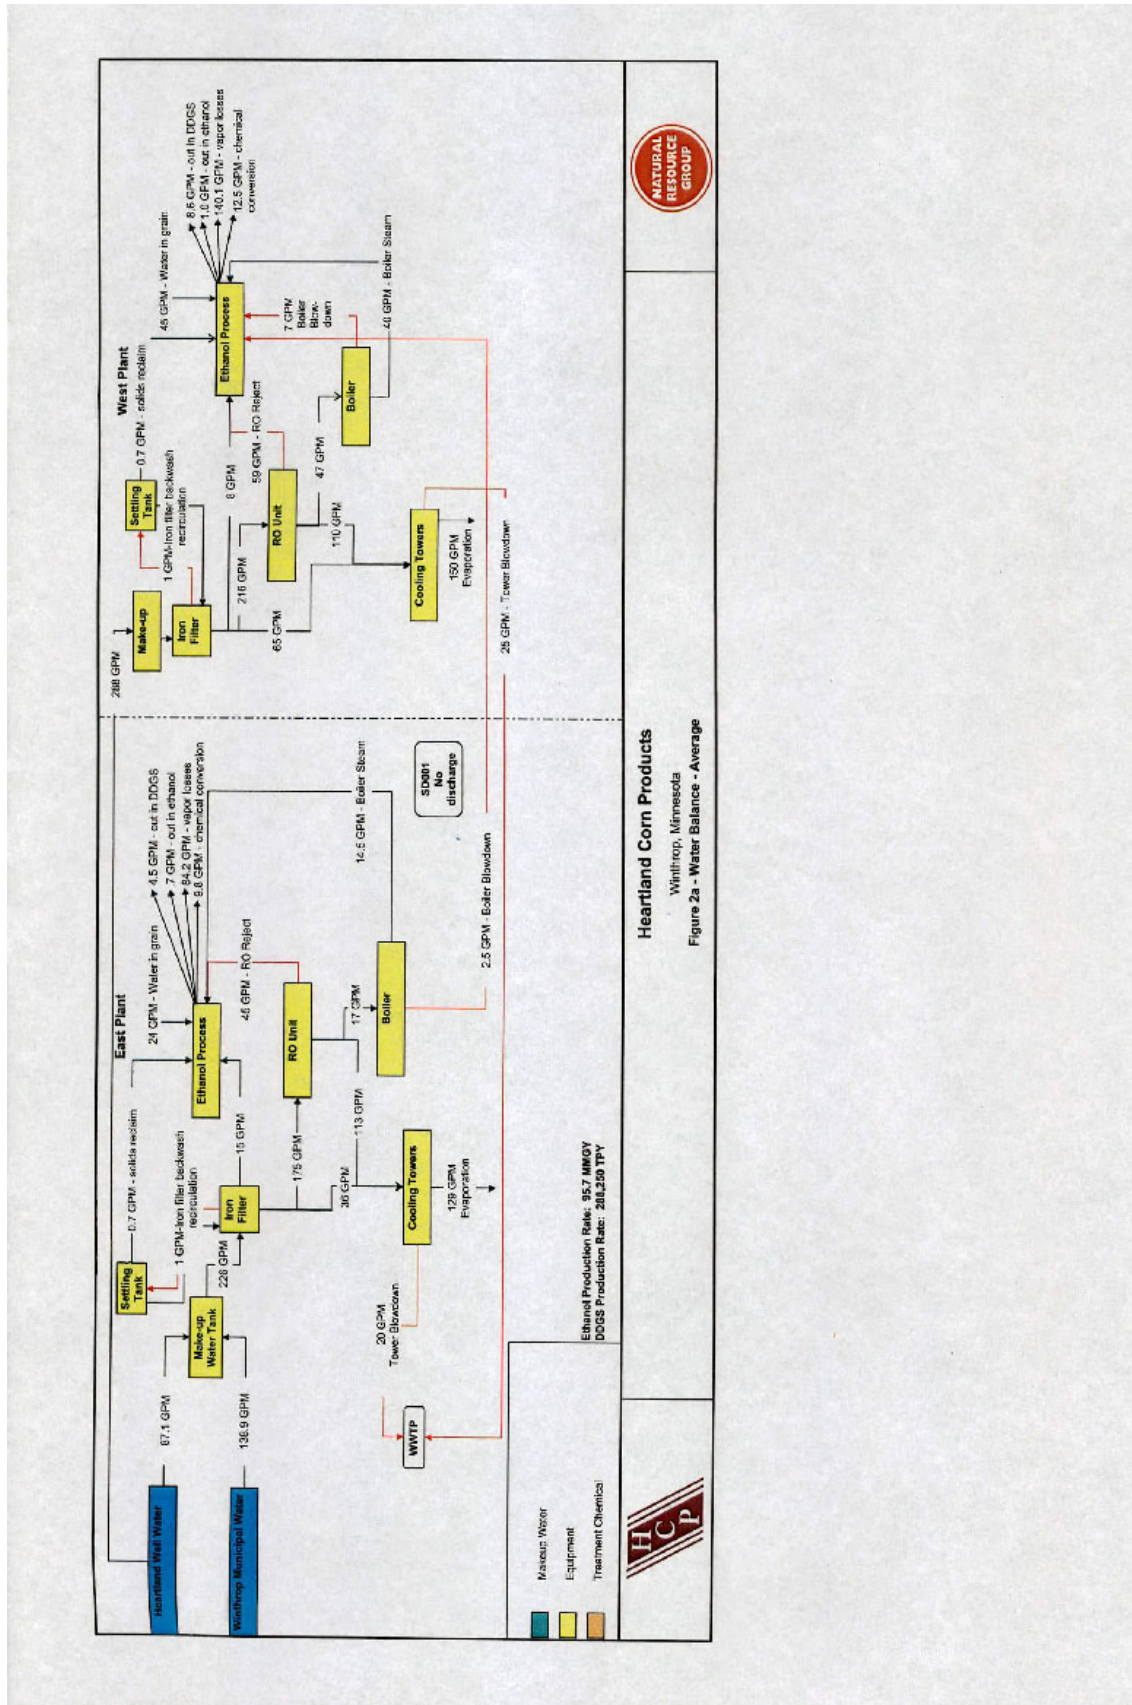 Heartland Well Water
Winthrop Municipal Water
87.1 GPM
138.9 GPM
Make-up
Water Tank
226 GPM
Settling
Tank
0.7 GPM - solids reclaim
1 GPM-Iron filter backwash
recirculation
Iron
Filter
East Plant
24 GPM - Water in grain
15 GPM
Ethanol Process
4.5 GPM - out in DDGS
7 GPM - out in ethanol
84.2 GPM - vapor losses
9.8 GPM - chemical conversion
175 GPM
RO Unit
45 GPM - RO Reject
36 GPM
113 GPM
17 GPM
Boiler
14.5 GPM - Boiler Steam
2.5 GPM - Boiler Blowdown
Cooling Towers
129 GPM
Evaporation
20 GPM
Tower Blowdown
WWTP
SD001
No
discharge
West Plant
288 GPM
Make-up
Iron
Filter
Settling
Tank
0.7 GPM - solids reclaim
1 GPM-Iron filter backwash
recirculation
45 GPM - Water in grain
8 GPM
Ethanol Process
8.6 GPM - out in DDGS
1.0 GPM - out in ethanol
140.1 GPM - vapor losses
12.5 GPM - chemical
conversion
216 GPM
RO Unit
59 GPM - RO Reject
65 GPM
110 GPM
47 GPM
Boiler
7 GPM
Boiler
Blow-
down
40 GPM - Boiler Steam
Cooling Towers
150 GPM
Evaporation
25 GPM - Tower Blowdown
Makeup Water
Equipment
Treatment Chemical
Ethanol Production Rate: 95.7 MMGY
DDGS Production Rate: 288,250 TPY
HCP
Heartland Corn Products
Winthrop, Minnesota
Figure 2a - Water Balance - Average
NATURAL
RESOURCE
GROUP